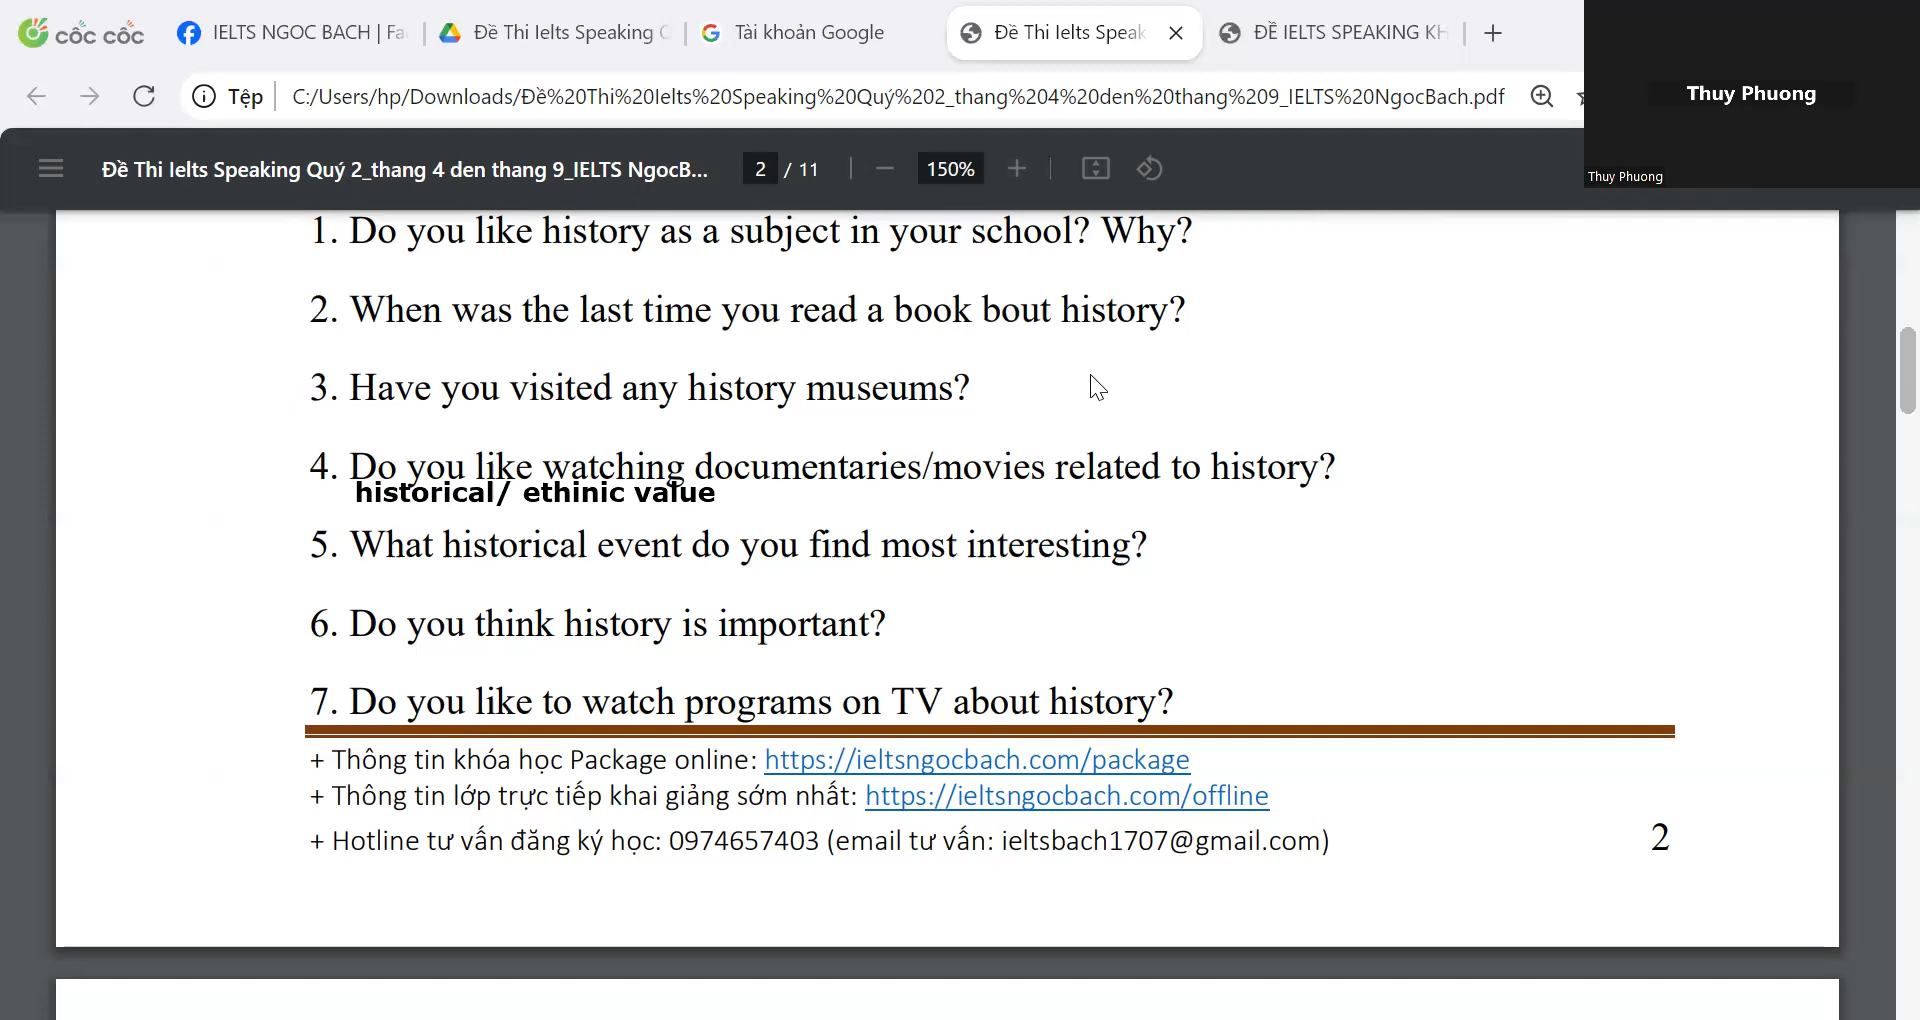 cốc cốc
IELTS NGOC BACH | Fa
Đề Thi Ielts Speaking
Tài khoản Google
Đề Thi Ielts Speak
ĐỀ IELTS SPEAKING KH
Tệp
C:/Users/hp/Downloads/Đề%20Thi%20Ielts%20Speaking%20Quý%202_thang%204%20den%20thang%209_IELTS%20NgocBach.pdf
Thuy Phuong
Thuy Phuong
Đề Thi Ielts Speaking Quý 2_thang 4 den thang 9_IELTS NgocB...
2 / 11
150%
1. Do you like history as a subject in your school? Why?
2. When was the last time you read a book bout history?
3. Have you visited any history museums?
4. Do you like watching documentaries/movies related to history?
historical/ ethinic value
5. What historical event do you find most interesting?
6. Do you think history is important?
7. Do you like to watch programs on TV about history?
+ Thông tin khóa học Package online: https://ieltsngocbach.com/package
+ Thông tin lớp trực tiếp khai giảng sớm nhất: https://ieltsngocbach.com/offline
+ Hotline tư vấn đăng ký học: 0974657403 (email tư vấn: ieltsbach1707@gmail.com)
2